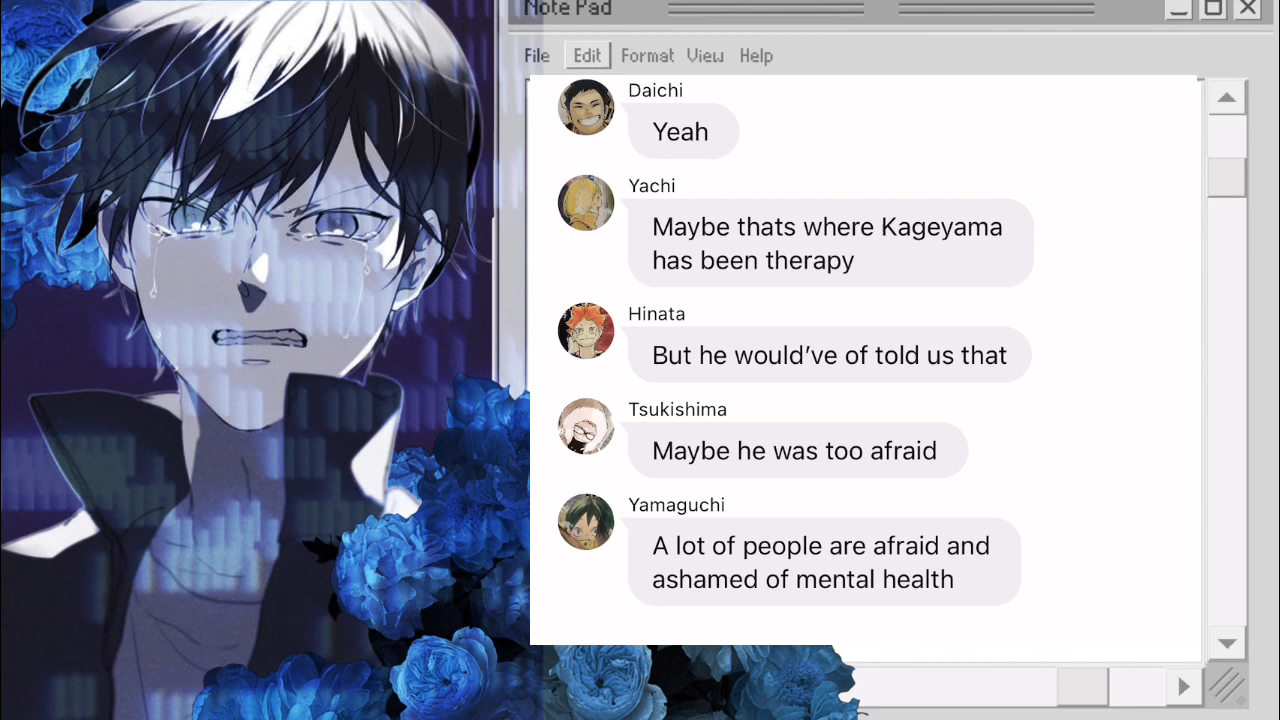 Note Pad
File Edit Format View Help
Daichi
Yeah
Yachi
Maybe thats where Kageyama
has been therapy
Hinata
But he would’ve of told us that
Tsukishima
Maybe he was too afraid
Yamaguchi
A lot of people are afraid and
ashamed of mental health